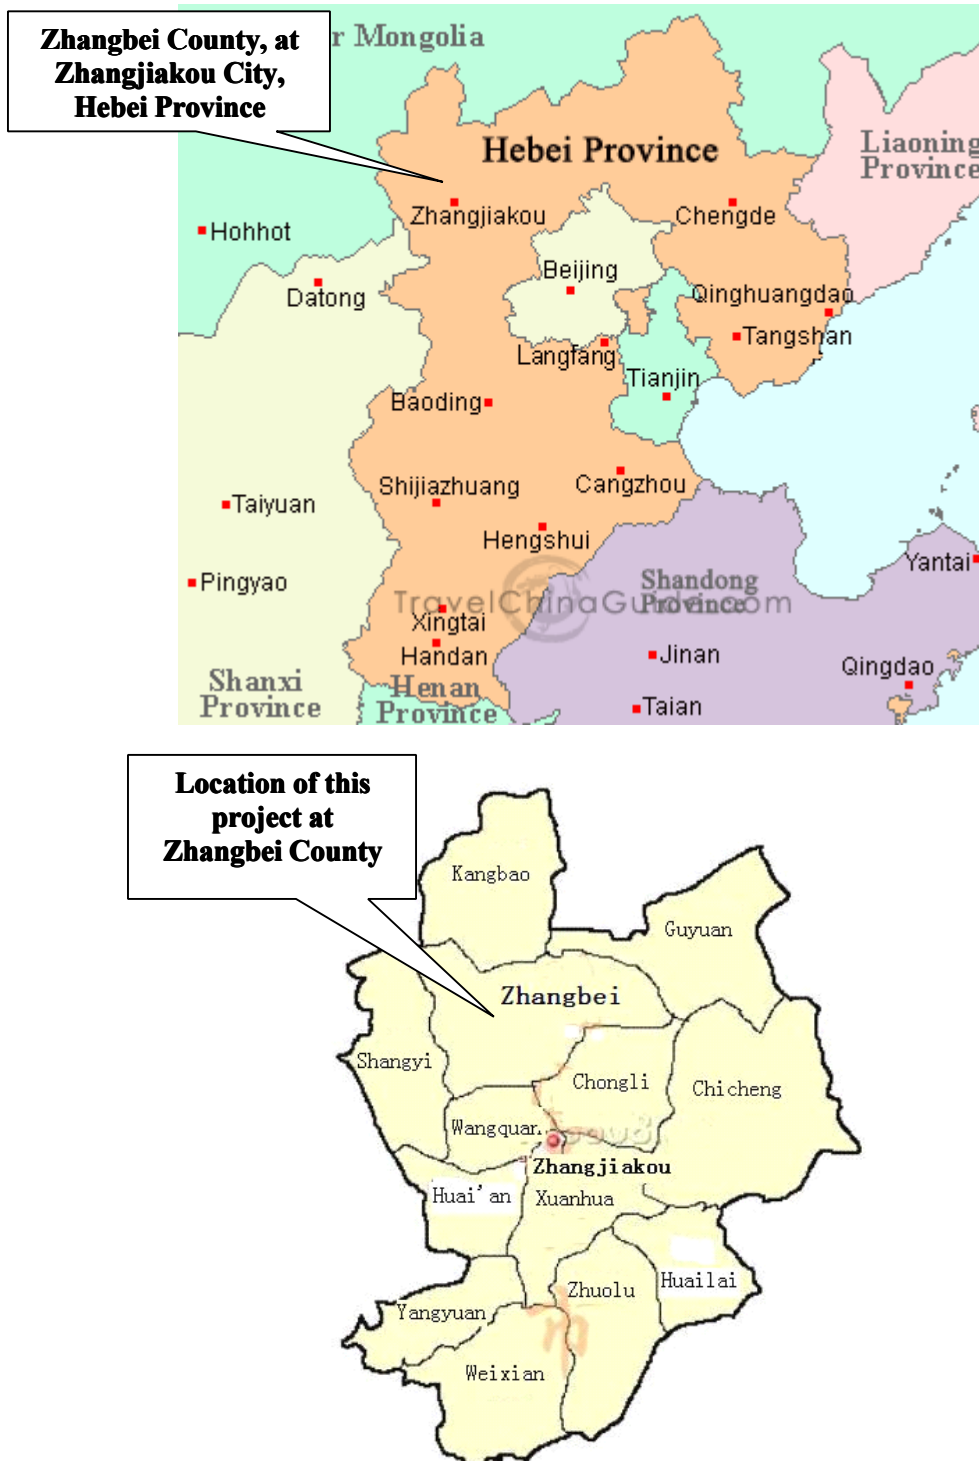 Zhangbei County, at
Zhangjiakou City,
Hebei Province
r Mongolia
Hebei Province
Liaoning
Province
Zhangjiakou
Chengde
Hohhot
Beijing
Datong
Qinghuangdao
Tangshan
Langfang
Tianjin
Baoding
Shijiazhuang
Cangzhou
Taiyuan
Hengshui
Yantai
Pingyao
Shandong
Province
TravelChinaGuide.com
Xingtai
Handan
Jinan
Qingdao
Shanxi
Province
Henan
Province
Taian
Location of this
project at
Zhangbei County
Kangbao
Guyuan
Zhangbei
Shangyi
Chongli
Chicheng
Wangquan
Zhangjiakou
Huai'an
Xuanhua
Huailai
Zhuolu
Yangyuan
市
Weixian